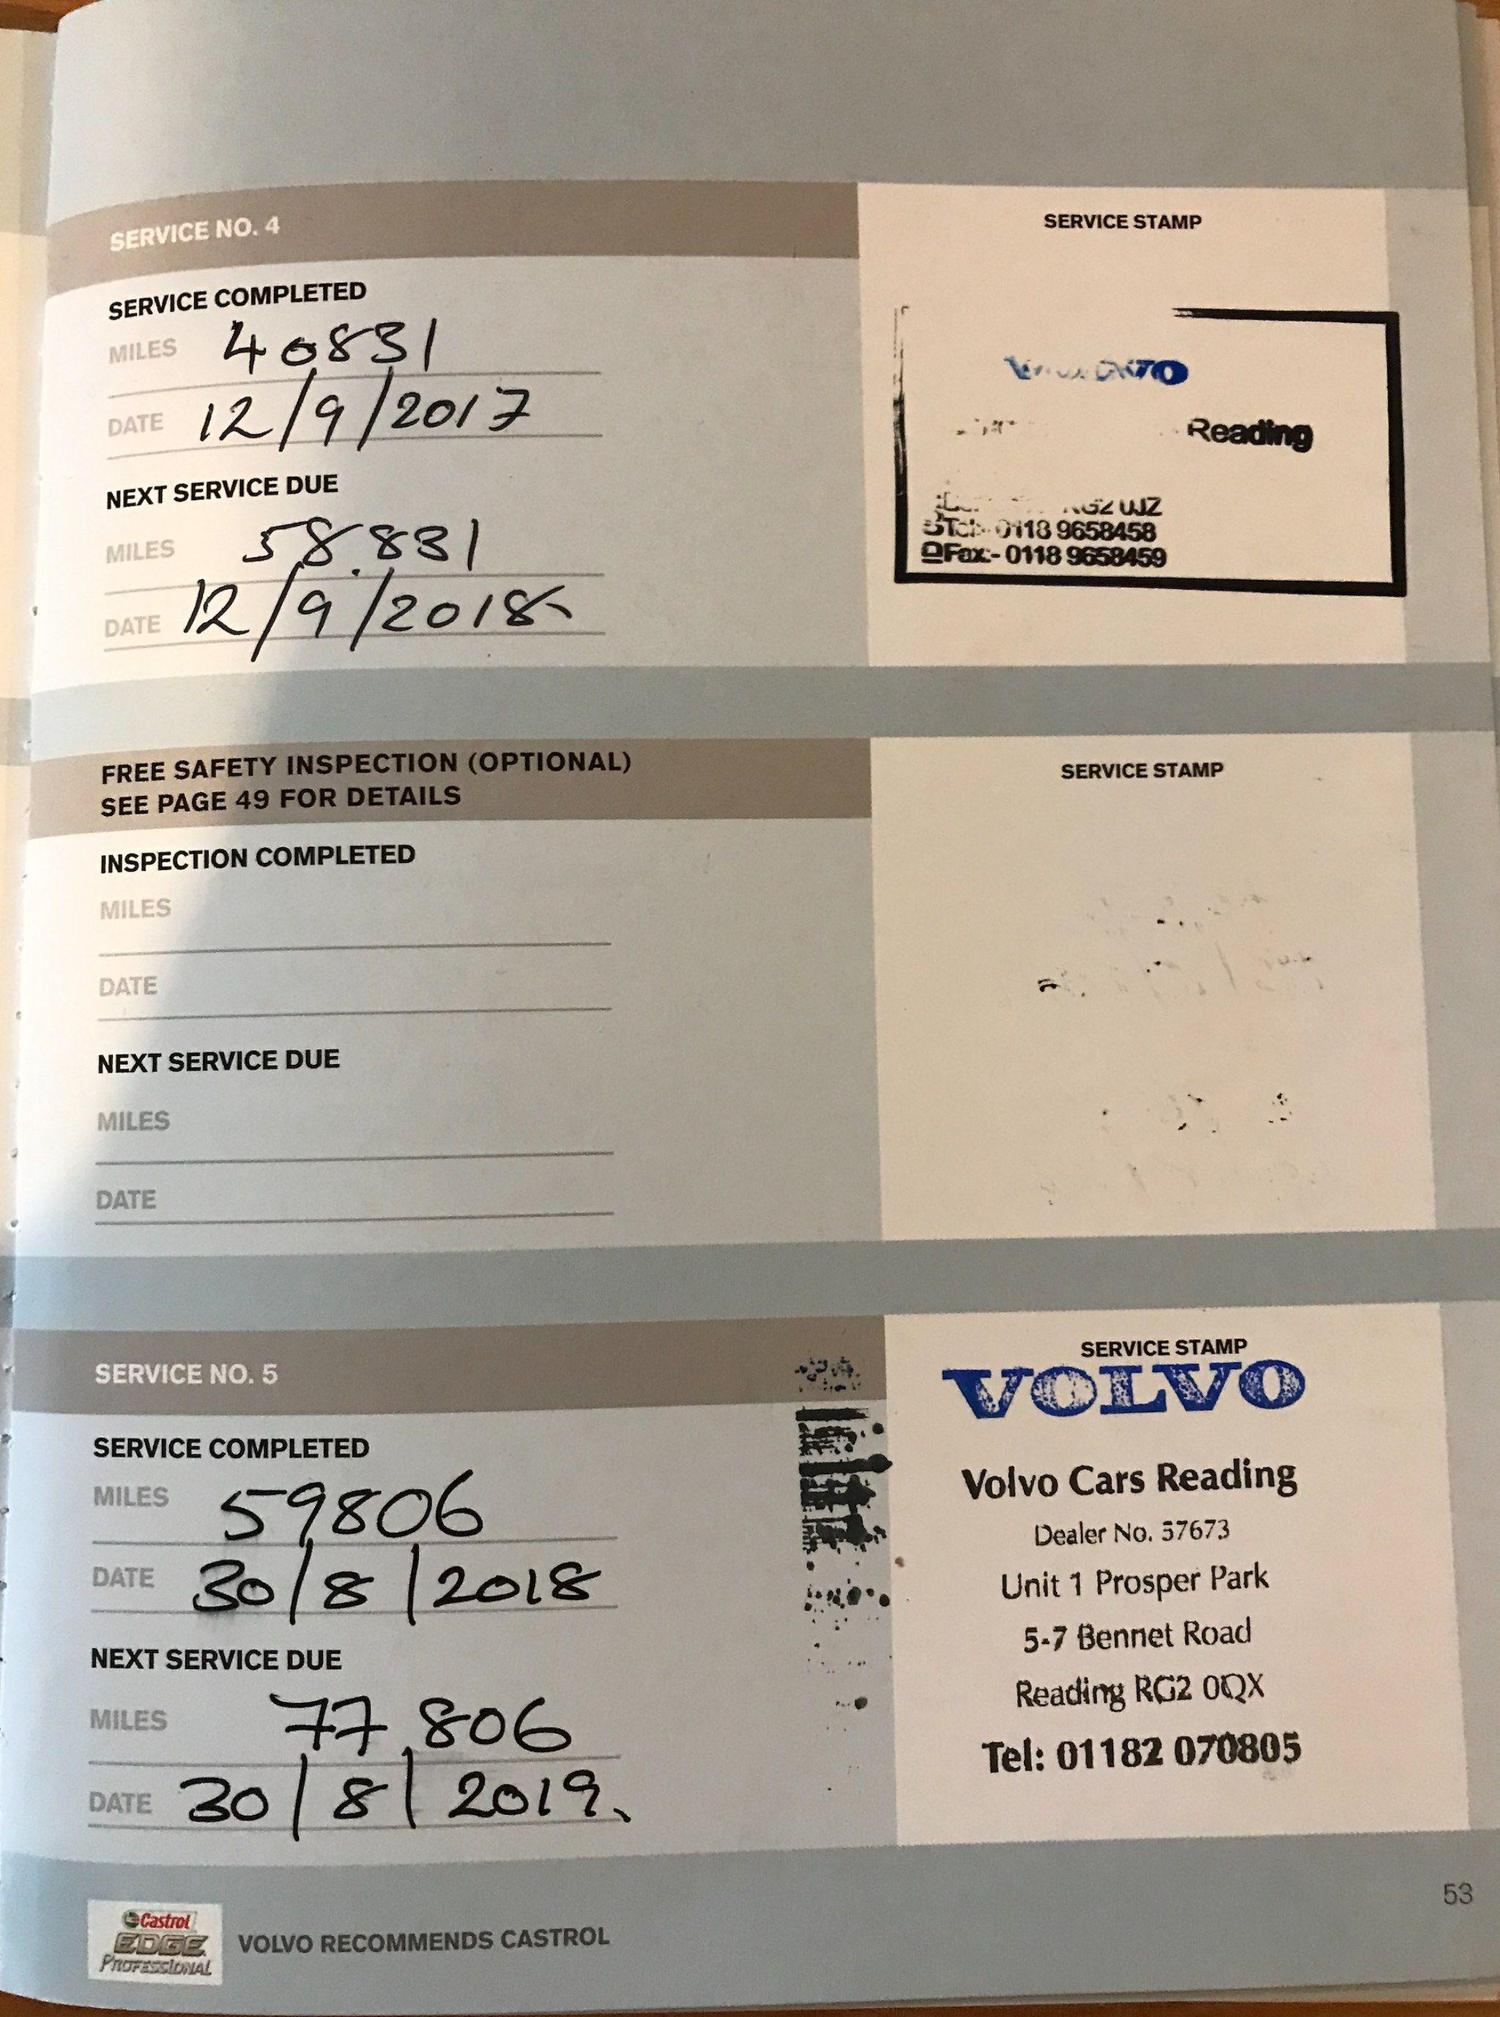 SERVICE NO. 4
SERVICE STAMP
SERVICE COMPLETED
MILES 40831
DATE 12/9/2017
NEXT SERVICE DUE
MILES 58.831
DATE 12/9/2018
Reading
RG2 0JZ
Tel:- 0118 9658458
Fax:- 0118 9658459
FREE SAFETY INSPECTION (OPTIONAL)
SEE PAGE 49 FOR DETAILS
SERVICE STAMP
INSPECTION COMPLETED
MILES
DATE
NEXT SERVICE DUE
MILES
DATE
SERVICE NO. 5
SERVICE STAMP
SERVICE COMPLETED
MILES 59806
DATE 30/8/2018
NEXT SERVICE DUE
MILES 77,806
DATE 30/8/2019
VOLVO
Volvo Cars Reading
Dealer No. 57673
Unit 1 Prosper Park
5-7 Bennet Road
Reading RG2 0QX
Tel: 01182 070805
Castrol
EDGE
PROFESSIONAL
VOLVO RECOMMENDS CASTROL
53